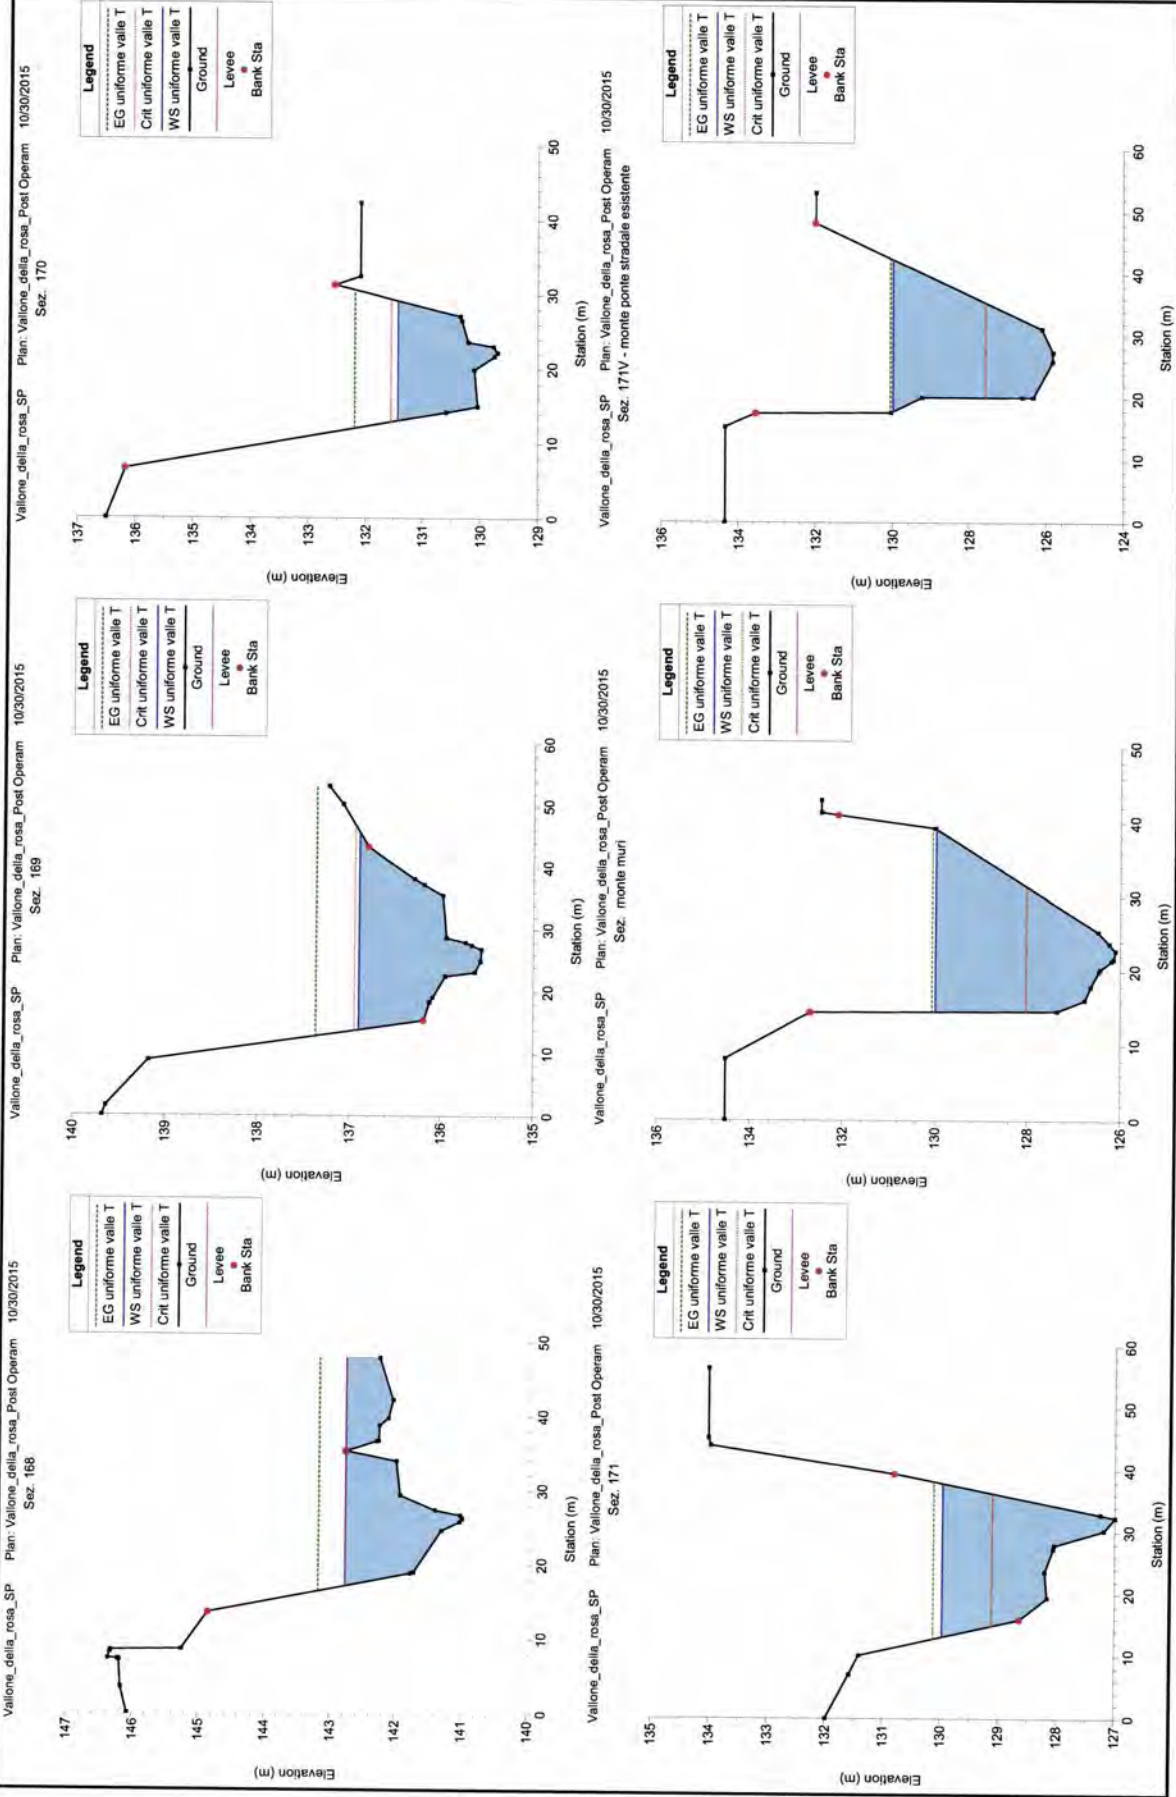 Vallone_della_rosa_SP Plan: Vallone_della_rosa_Post Operam 10/30/2015
Sez. 168
147
146
145
144
143
142
141
140
Elevation (m)
0 10 20 30 40 50
Station (m)
Legend
EG uniforme valle T
WS uniforme valle T
Crit uniforme valle T
Ground
Levee
Bank Sta
Vallone_della_rosa_SP Plan: Vallone_della_rosa_Post Operam 10/30/2015
Sez. 169
140
139
138
137
136
135
Elevation (m)
0 10 20 30 40 50 60
Station (m)
Legend
EG uniforme valle T
Crit uniforme valle T
WS uniforme valle T
Ground
Levee
Bank Sta
Vallone_della_rosa_SP Plan: Vallone_della_rosa_Post Operam 10/30/2015
Sez. 170
137
136
135
134
133
132
131
130
129
Elevation (m)
0 10 20 30 40 50
Station (m)
Legend
EG uniforme valle T
Crit uniforme valle T
WS uniforme valle T
Ground
Levee
Bank Sta
Vallone_della_rosa_SP Plan: Vallone_della_rosa_Post Operam 10/30/2015
Sez. 171
135
134
133
132
131
130
129
128
127
Elevation (m)
0 10 20 30 40 50 60
Station (m)
Legend
EG uniforme valle T
WS uniforme valle T
Crit uniforme valle T
Ground
Levee
Bank Sta
Vallone_della_rosa_SP Plan: Vallone_della_rosa_Post Operam 10/30/2015
Sez. monte muri
136
134
132
130
128
126
Elevation (m)
0 10 20 30 40 50
Station (m)
Legend
EG uniforme valle T
WS uniforme valle T
Crit uniforme valle T
Ground
Levee
Bank Sta
Vallone_della_rosa_SP Plan: Vallone_della_rosa_Post Operam 10/30/2015
Sez. 171V - monte ponte stradale esistente
136
134
132
130
128
126
124
Elevation (m)
0 10 20 30 40 50 60
Station (m)
Legend
EG uniforme valle T
WS uniforme valle T
Crit uniforme valle T
Ground
Levee
Bank Sta